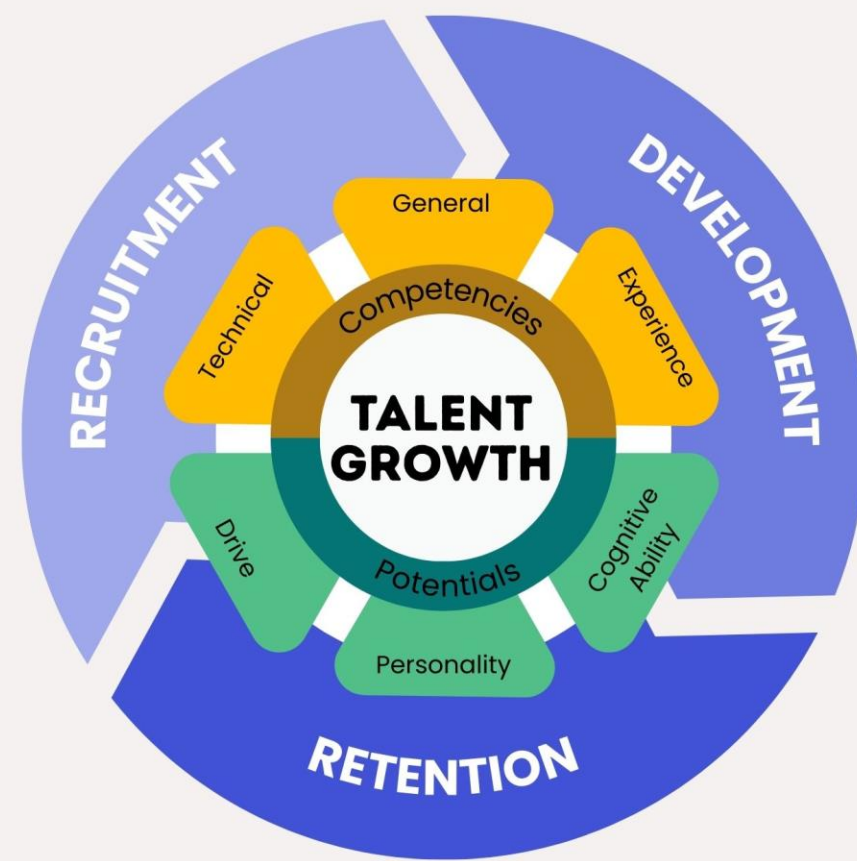 RECRUITMENT
DEVELOPMENT
RETENTION
General
Technical
Experience
Competencies
TALENT
GROWTH
Potentials
Drive
Cognitive
Ability
Personality